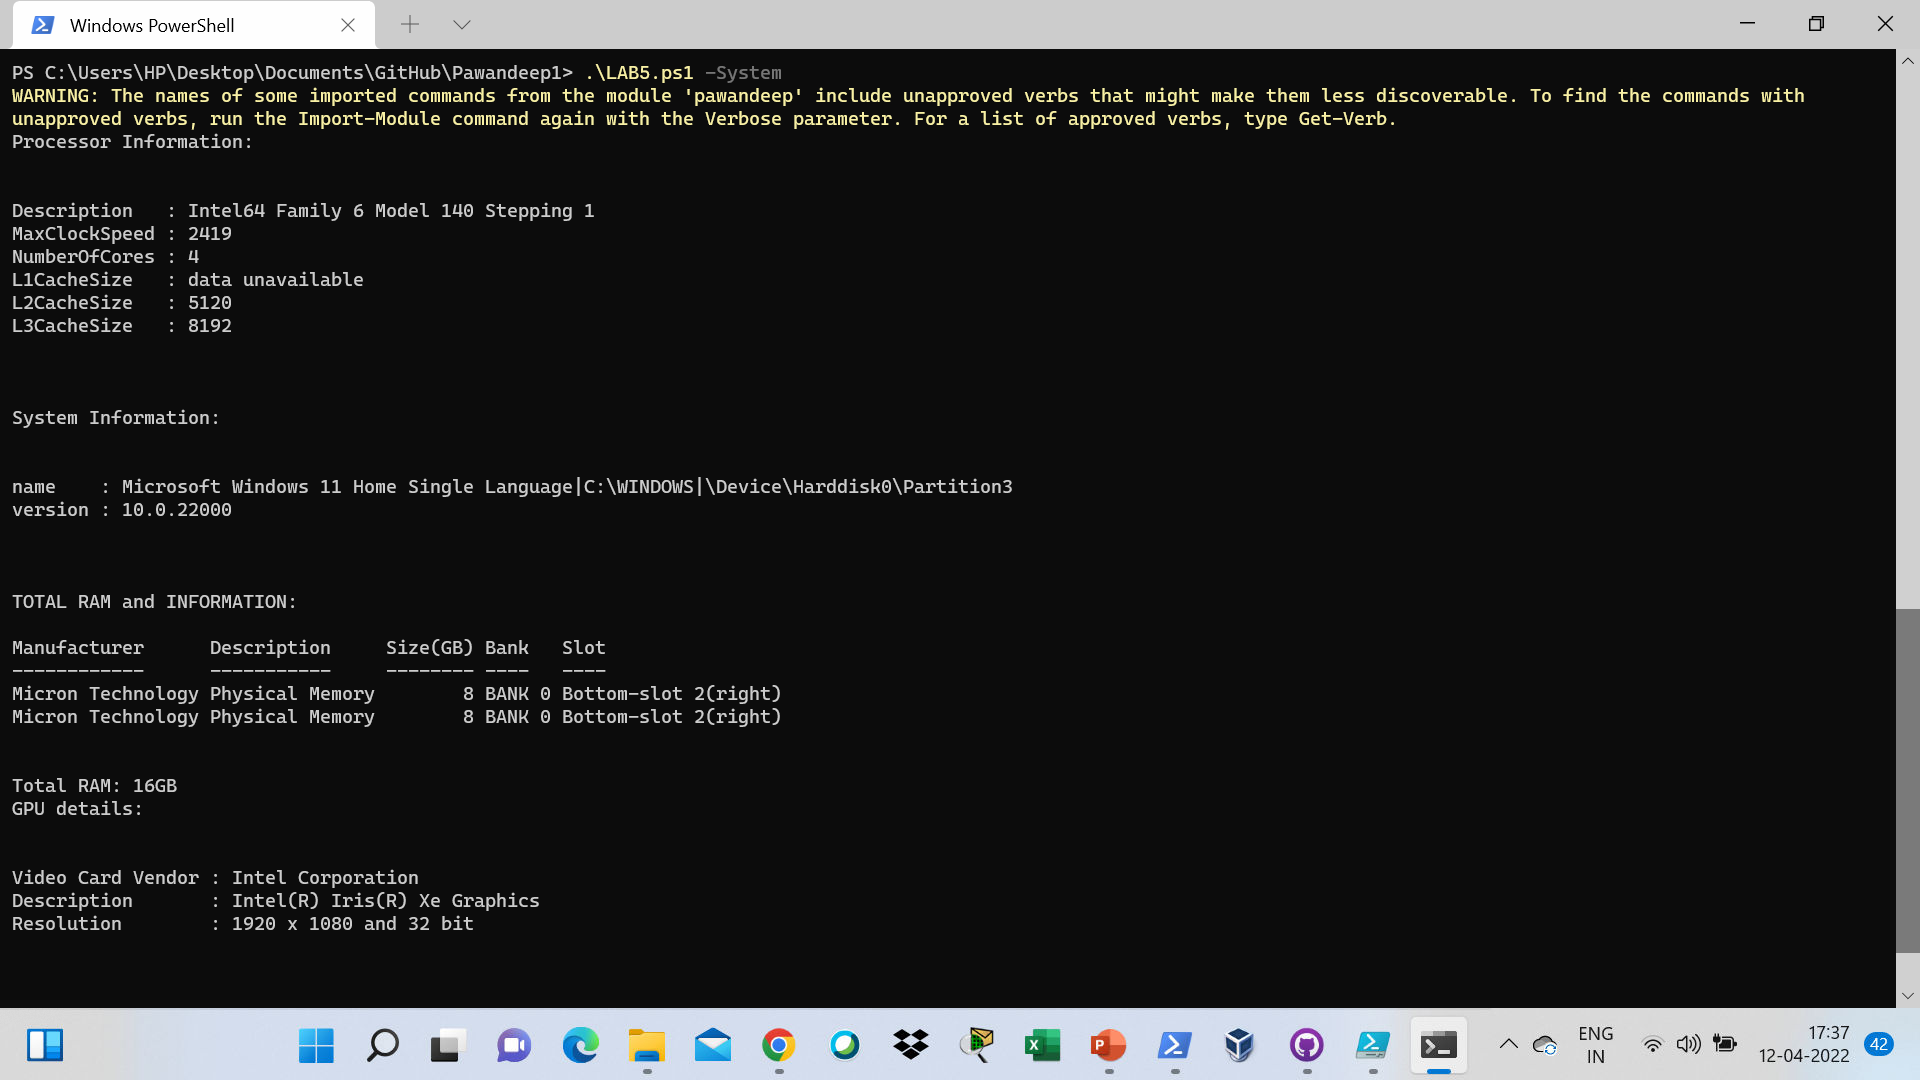 Windows PowerShell
PS C:\Users\HP\Desktop\Documents\GitHub\Pawandeep1> .\LAB5.ps1 -System
WARNING: The names of some imported commands from the module 'pawandeep' include unapproved verbs that might make them less discoverable. To find the commands with
unapproved verbs, run the Import-Module command again with the Verbose parameter. For a list of approved verbs, type Get-Verb.
Processor Information:
Description   : Intel64 Family 6 Model 140 Stepping 1
MaxClockSpeed : 2419
NumberOfCores : 4
L1CacheSize   : data unavailable
L2CacheSize   : 5120
L3CacheSize   : 8192
System Information:
name    : Microsoft Windows 11 Home Single Language|C:\WINDOWS|\Device\Harddisk0\Partition3
version : 10.0.22000
TOTAL RAM and INFORMATION:
Manufacturer      Description     Size(GB) Bank   Slot
------------      -----------     -------- ----   ----
Micron Technology Physical Memory        8 BANK 0 Bottom-slot 2(right)
Micron Technology Physical Memory        8 BANK 0 Bottom-slot 2(right)
Total RAM: 16GB
GPU details:
Video Card Vendor : Intel Corporation
Description       : Intel(R) Iris(R) Xe Graphics
Resolution        : 1920 x 1080 and 32 bit
ENG
IN
17:37
12-04-2022
42